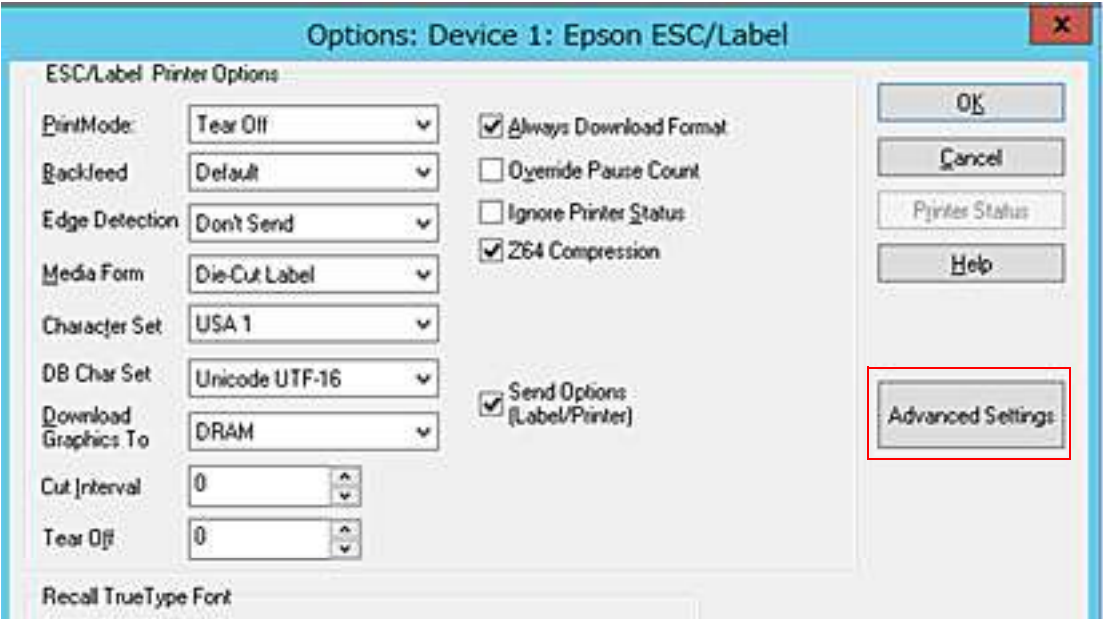 Options: Device 1: Epson ESC/Label
x
ESC/Label Printer Options
PrintMode:
Tear Off
Always Download Format
OK
Backfeed
Default
Override Pause Count
Cancel
Edge Detection
Don't Send
Ignore Printer Status
Printer Status
Media Form
Die-Cut Label
Z64 Compression
Help
Character Set
USA 1
DB Char Set
Unicode UTF-16
Send Options
(Label/Printer)
Download
Graphics To
DRAM
Advanced Settings
Cut Interval
0
Tear Off
0
Recall TrueType Font